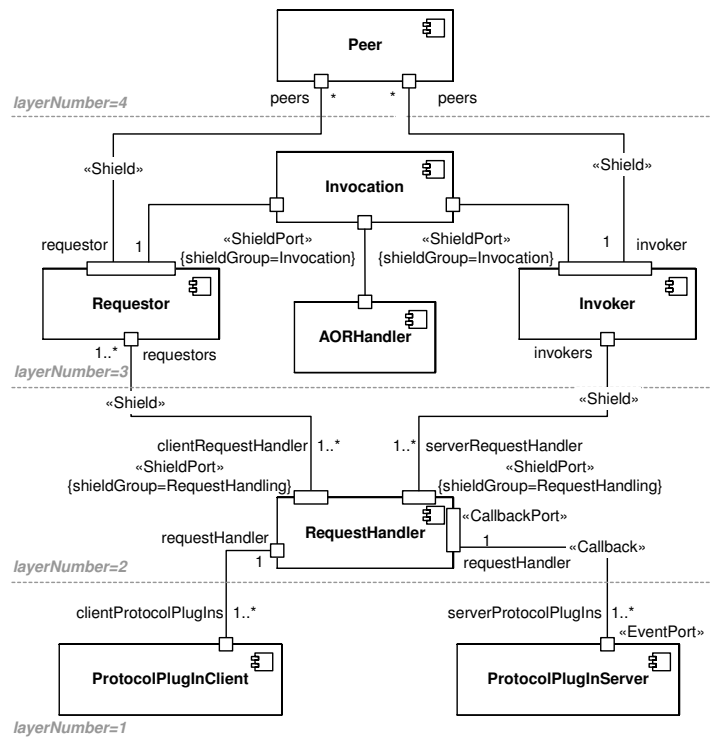 Peer
peers * * peers
layerNumber=4
«Shield» «Shield»
Invocation
requestor 1 «ShieldPort» «ShieldPort» 1 invoker
{shieldGroup=Invocation} {shieldGroup=Invocation}
Requestor Invoker
AORHandler
1..* requestors invokers
layerNumber=3
«Shield» «Shield»
clientRequestHandler 1..* 1..* serverRequestHandler
«ShieldPort» «ShieldPort»
{shieldGroup=RequestHandling} {shieldGroup=RequestHandling}
«CallbackPort»
RequestHandler
requestHandler 1 «Callback»
1 requestHandler
layerNumber=2
clientProtocolPlugIns 1..* serverProtocolPlugIns 1..*
«EventPort»
ProtocolPlugInClient ProtocolPlugInServer
layerNumber=1